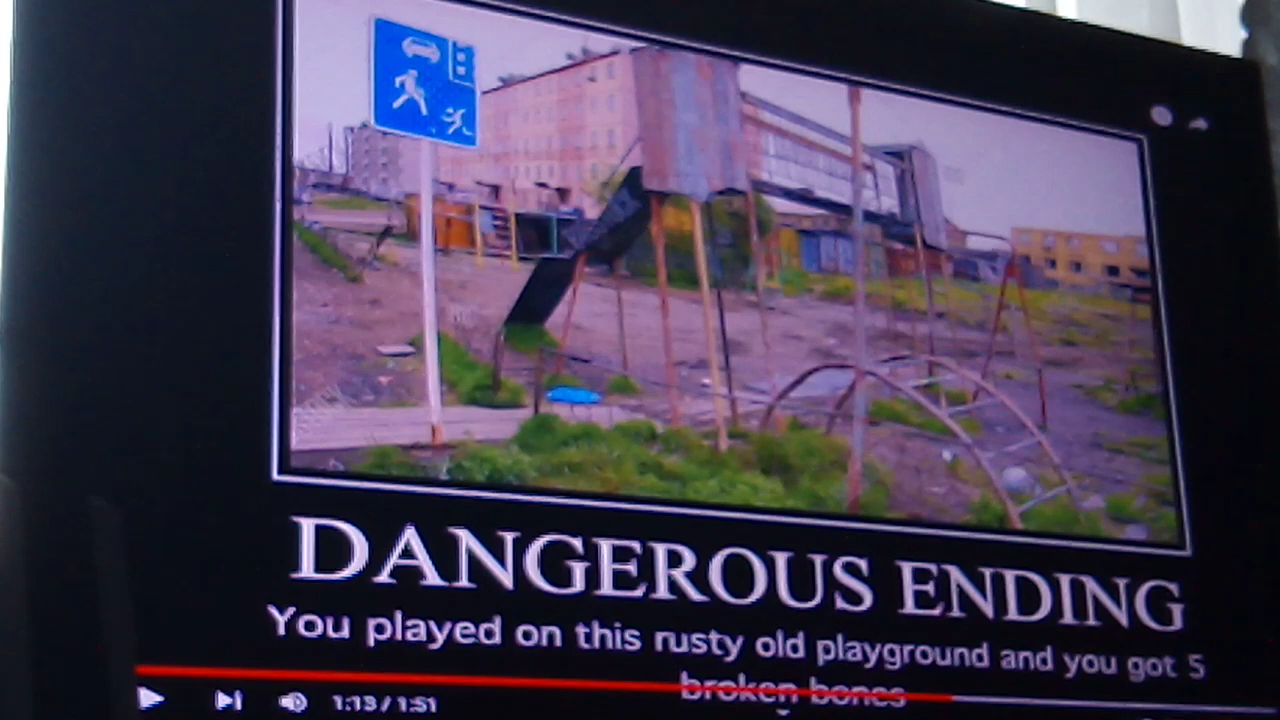 DANGEROUS ENDING
You played on this rusty old playground and you got 5
broken bones
1:13 / 1:51